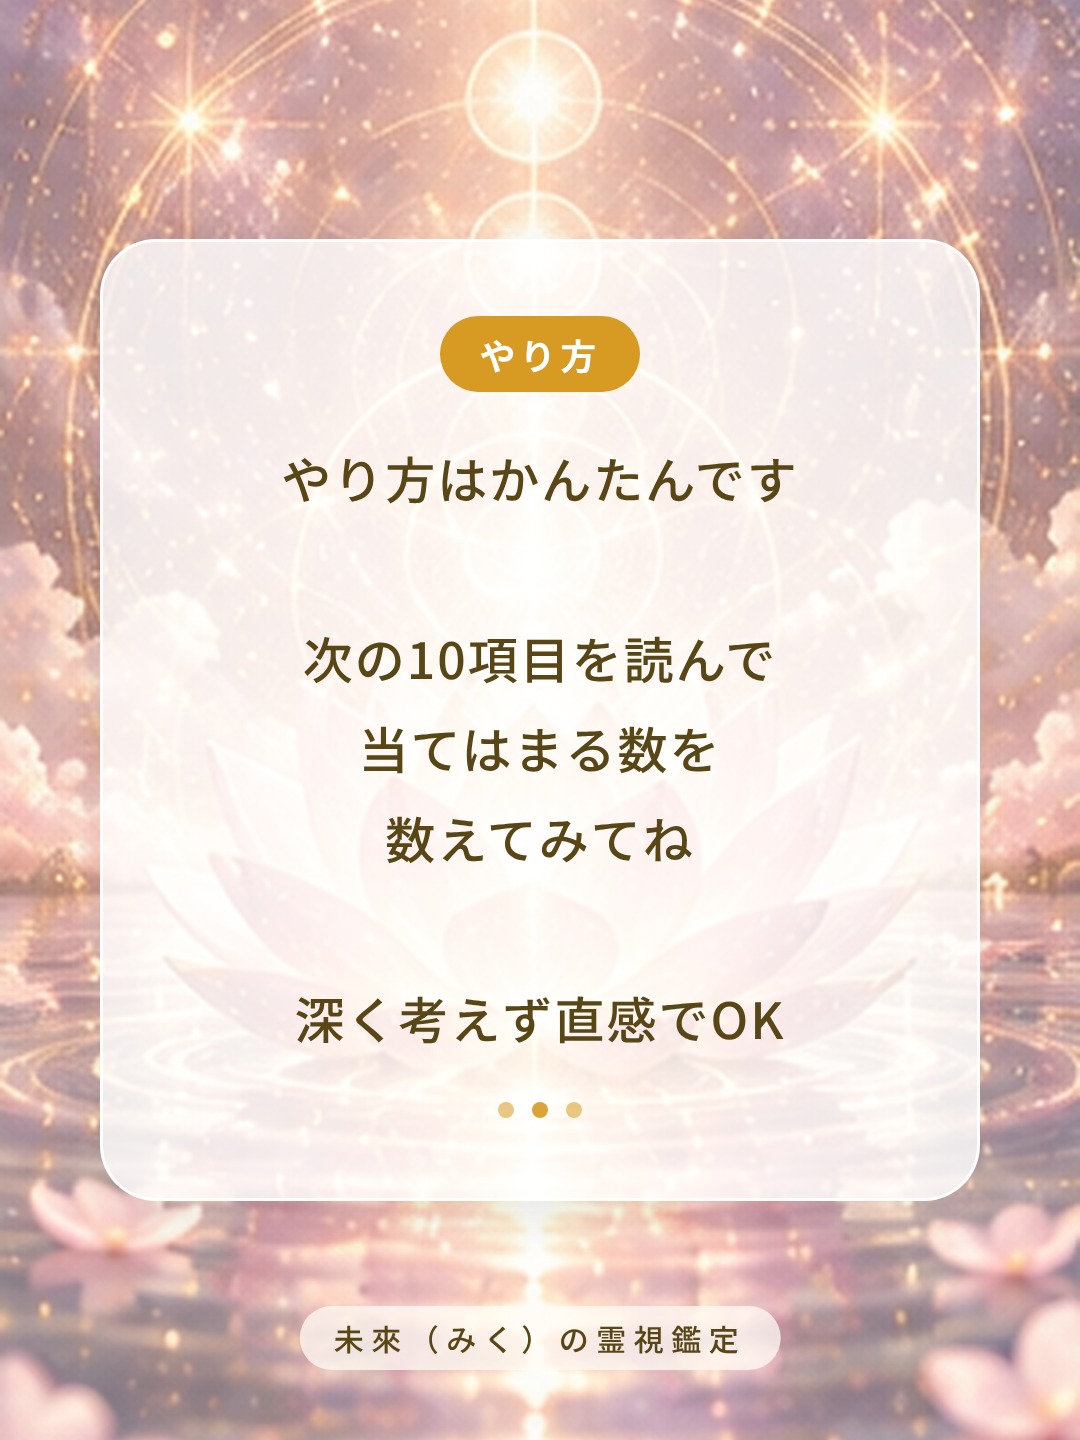 やり方
やり方はかんたんです
次の10項目を読んで
当てはまる数を
数えてみてね
深く考えず直感でOK
未來（みく）の霊視鑑定